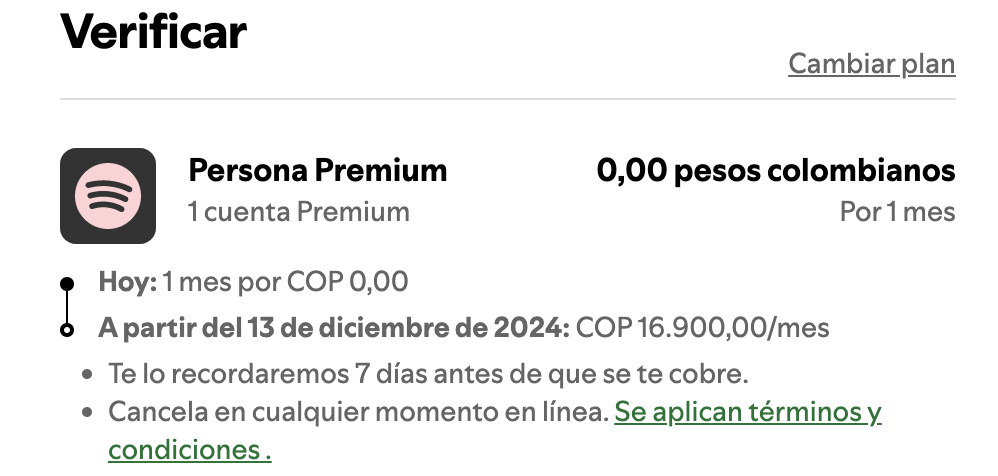 Verificar
Cambiar plan
Persona Premium
0,00 pesos colombianos
1 cuenta Premium
Por 1 mes
Hoy: 1 mes por COP 0,00
A partir del 13 de diciembre de 2024: COP 16.900,00/mes
Te lo recordaremos 7 días antes de que se te cobre.
Cancela en cualquier momento en línea. Se aplican términos y
condiciones .